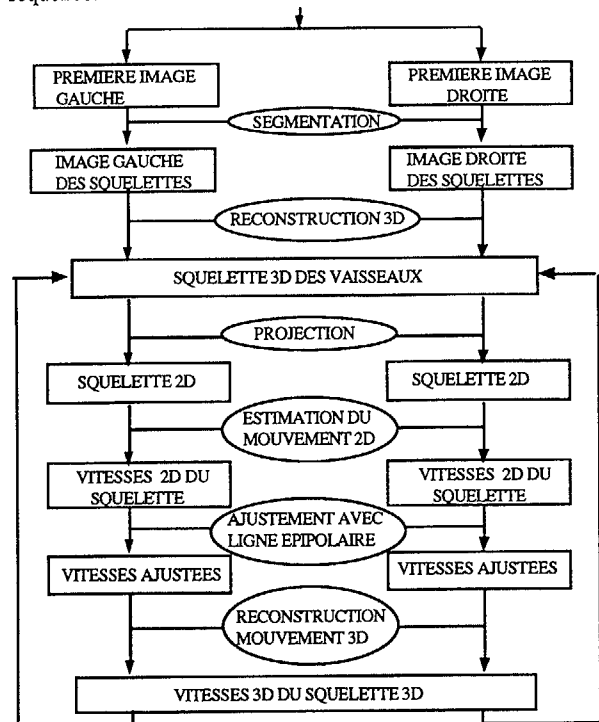 PREMIERE IMAGE
GAUCHE
PREMIERE IMAGE
DROITE
SEGMENTATION
IMAGE GAUCHE
DES SQUELETTES
IMAGE DROITE
DES SQUELETTES
RECONSTRUCTION 3D
SQUELETTE 3D DES VAISSEAUX
PROJECTION
SQUELETTE 2D
SQUELETTE 2D
ESTIMATION DU
MOUVEMENT 2D
VITESSES 2D DU
SQUELETTE
VITESSES 2D DU
SQUELETTE
AJUSTEMENT AVEC
LIGNE EPIPOLAIRE
VITESSES AJUSTEES
VITESSES AJUSTEES
RECONSTRUCTION
MOUVEMENT 3D
VITESSES 3D DU SQUELETTE 3D